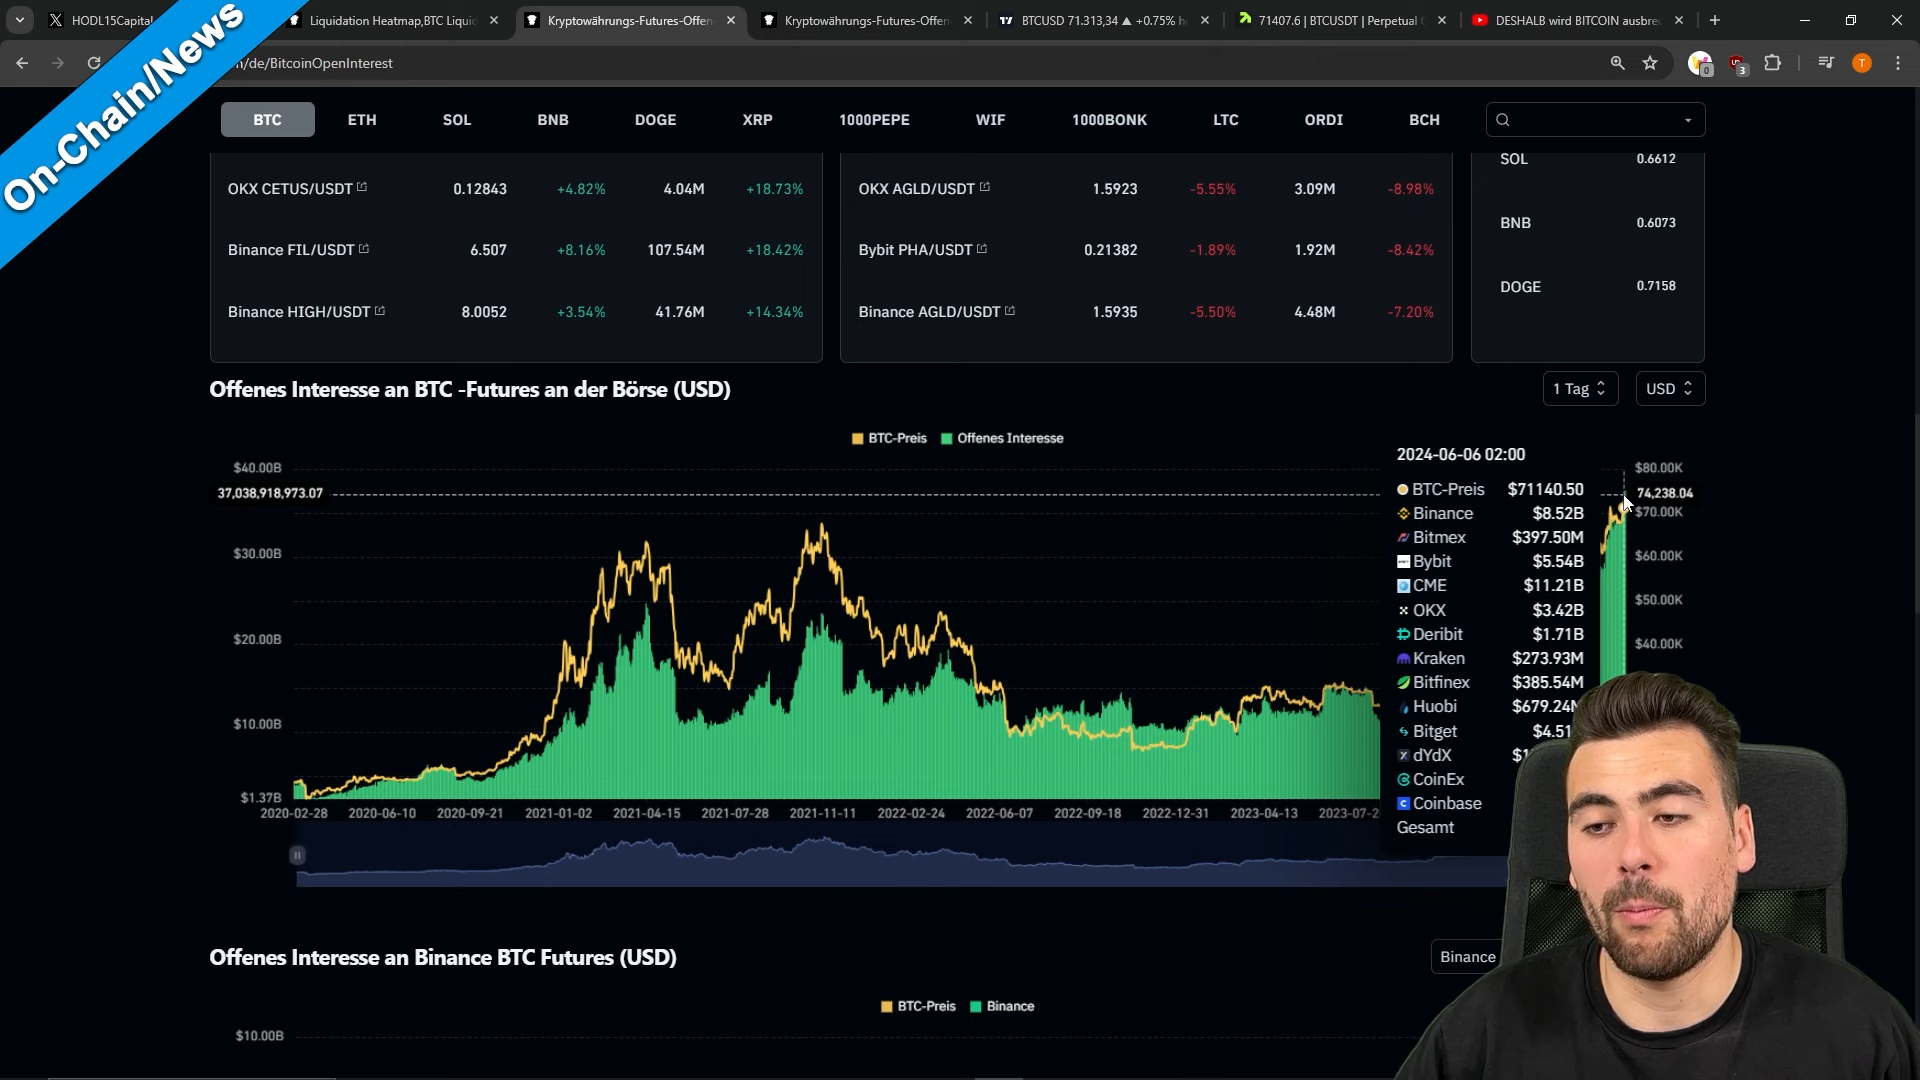 HODL15Capital
Liquidation Heatmap,BTC Liquid
Kryptowährungs-Futures-Offen
Kryptowährungs-Futures-Offen
BTCUSD 71.313,34 ▲ +0.75%
71407.6 | BTCUSDT | Perpetual
DESHALB wird BITCOIN ausbre
/de/BitcoinOpenInterest
0
3
T
On-Chain/News
BTC ETH SOL BNB DOGE XRP 1000PEPE WIF 1000BONK LTC ORDI BCH
SOL 0.6612
OKX CETUS/USDT 0.12843 +4.82% 4.04M +18.73%
OKX AGLD/USDT 1.5923 -5.55% 3.09M -8.98%
BNB 0.6073
Binance FIL/USDT 6.507 +8.16% 107.54M +18.42%
Bybit PHA/USDT 0.21382 -1.89% 1.92M -8.42%
DOGE 0.7158
Binance HIGH/USDT 8.0052 +3.54% 41.76M +14.34%
Binance AGLD/USDT 1.5935 -5.50% 4.48M -7.20%
Offenes Interesse an BTC -Futures an der Börse (USD)
1 Tag
USD
BTC-Preis Offenes Interesse
$40.00B
37,038,918,973.07
$30.00B
$20.00B
$10.00B
$1.37B
2024-06-06 02:00
BTC-Preis $71140.50
Binance $8.52B
Bitmex $397.50M
Bybit $5.54B
CME $11.21B
OKX $3.42B
Deribit $1.71B
Kraken $273.93M
Bitfinex $385.54M
Huobi $679.24M
Bitget $4.51
dYdX $1
CoinEx
Coinbase
Gesamt
$80.00K
74,238.04
$70.00K
$60.00K
$50.00K
$40.00K
2020-02-28 2020-06-10 2020-09-21 2021-01-02 2021-04-15 2021-07-28 2021-11-11 2022-02-24 2022-06-07 2022-09-18 2022-12-31 2023-04-13 2023-07-2
Offenes Interesse an Binance BTC Futures (USD)
Binance
BTC-Preis Binance
$10.00B